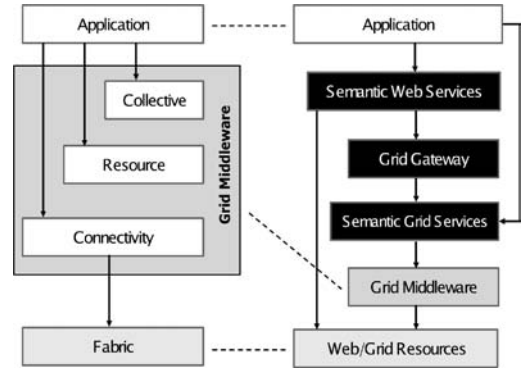 Application
Collective
Resource
Connectivity
Grid Middleware
Fabric
Application
Semantic Web Services
Grid Gateway
Semantic Grid Services
Grid Middleware
Web/Grid Resources